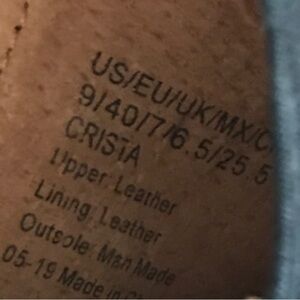 US/EU/UK/MX/C
9/40/7/6.5/25.5
CRISTA
Upper: Leather
Lining: Leather
Outsole: Man Made
05-19 Made in